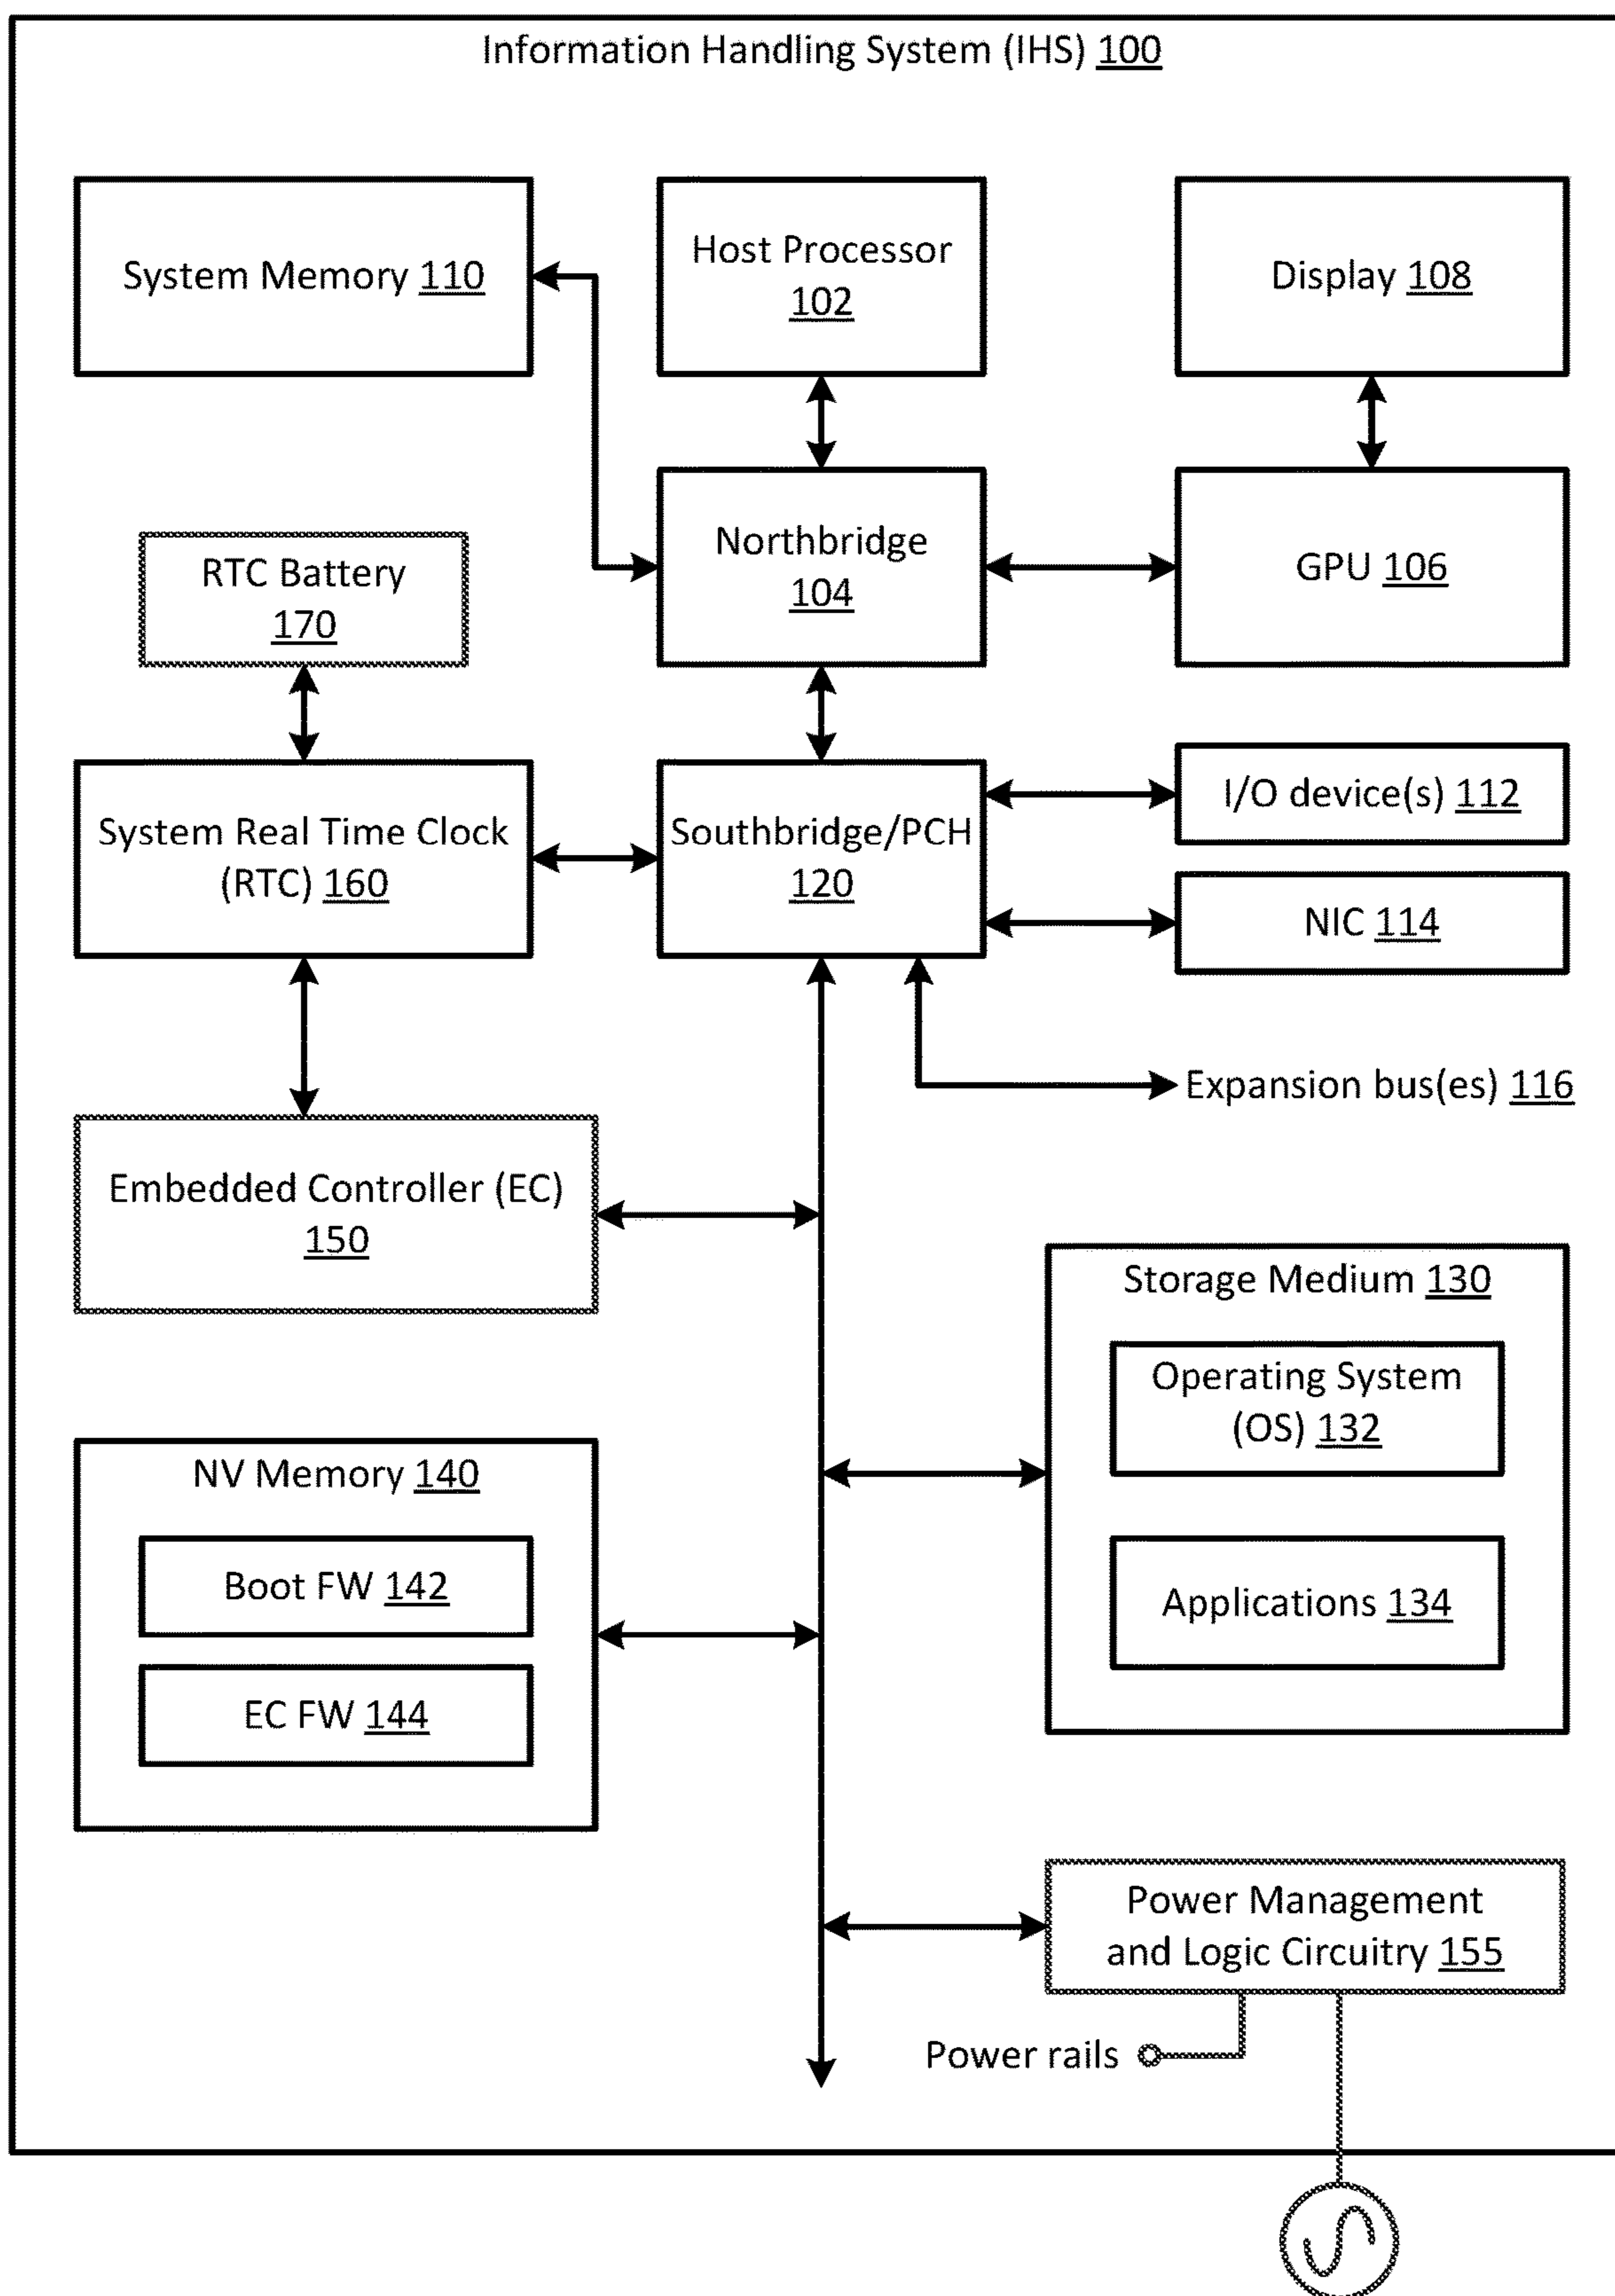 Information Handling System (IHS) 100
System Memory 110
Host Processor
102
Display 108
RTC Battery
170
Northbridge
104
GPU 106
System Real Time Clock
(RTC) 160
Southbridge/PCH
120
I/O device(s) 112
NIC 114
Expansion bus(es) 116
Embedded Controller (EC)
150
Storage Medium 130
Operating System
(OS) 132
Applications 134
NV Memory 140
Boot FW 142
EC FW 144
Power Management
and Logic Circuitry 155
Power rails